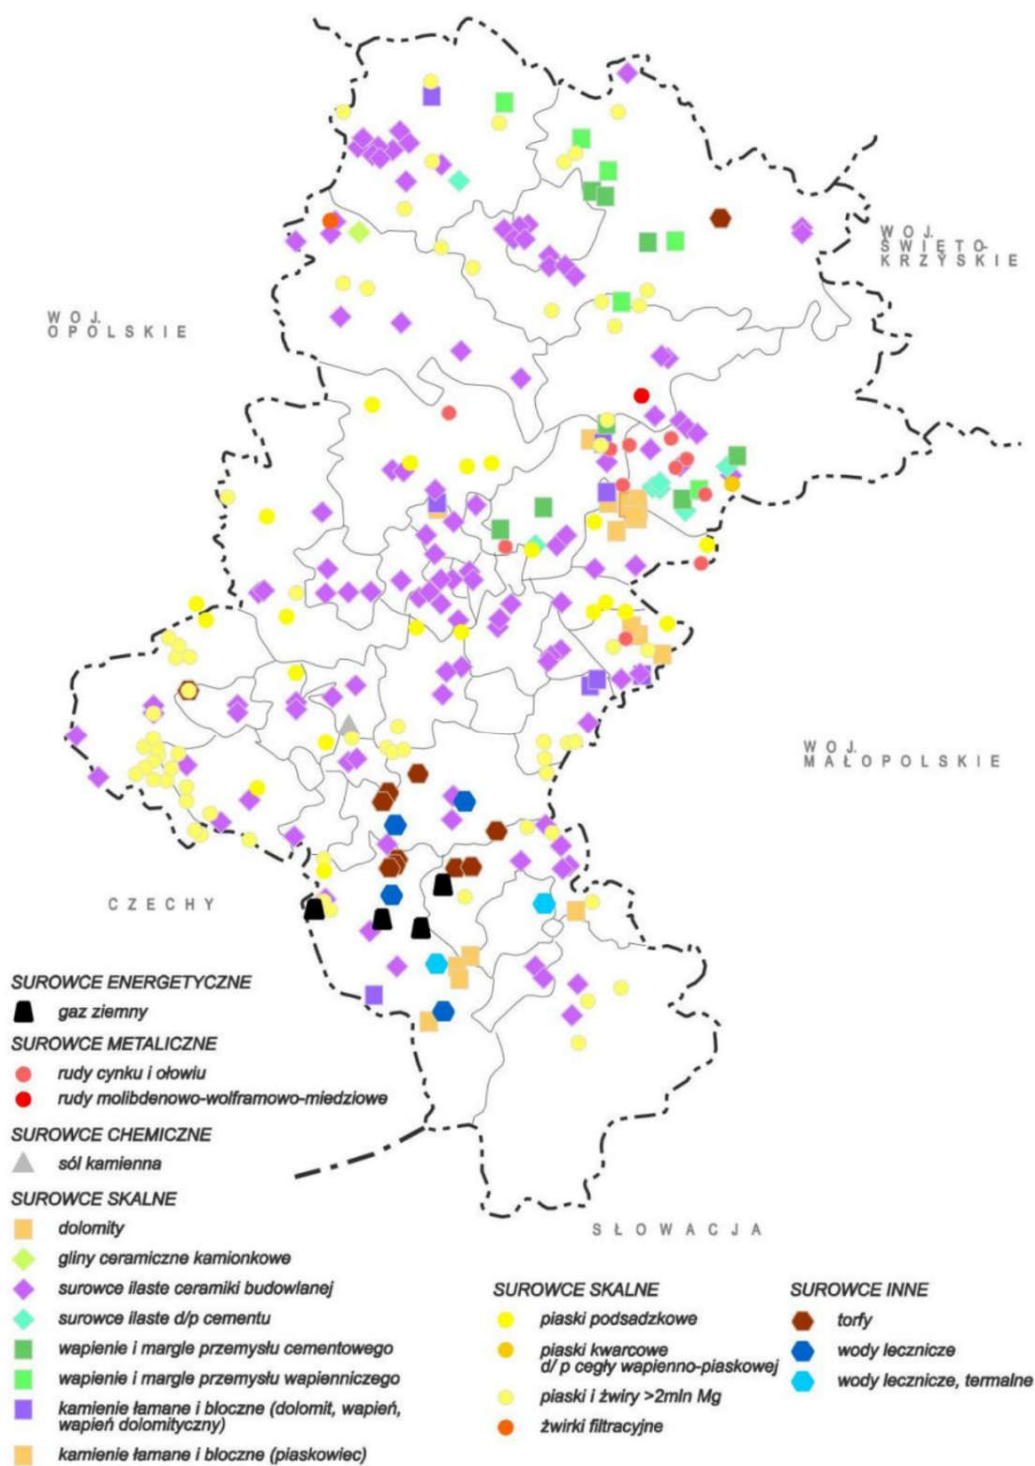 WOJ.
ŚWIĘTO-
KRZYSKIE
WOJ.
OPOLSKIE
WOJ.
MAŁOPOLSKIE
CZECHY
SŁOWACJA
SUROWCE ENERGETYCZNE
gaz ziemny
SUROWCE METALICZNE
rudy cynku i ołowiu
rudy molibdenowo-wolframowo-miedziowe
SUROWCE CHEMICZNE
sól kamienna
SUROWCE SKALNE
dolomity
gliny ceramiczne kamionkowe
surowce ilaste ceramiki budowlanej
surowce ilaste d/p cementu
wapienie i margle przemysłu cementowego
wapienie i margle przemysłu wapienniczego
kamienie łamane i bloczne (dolomit, wapień,
wapień dolomityczny)
kamienie łamane i bloczne (piaskowiec)
SUROWCE SKALNE
piaski podsadzkowe
piaski kwarcowe
d/ p cegły wapienno-piaskowej
piaski i żwiry >2mln Mg
żwirki filtracyjne
SUROWCE INNE
torfy
wody lecznicze
wody lecznicze, termalne